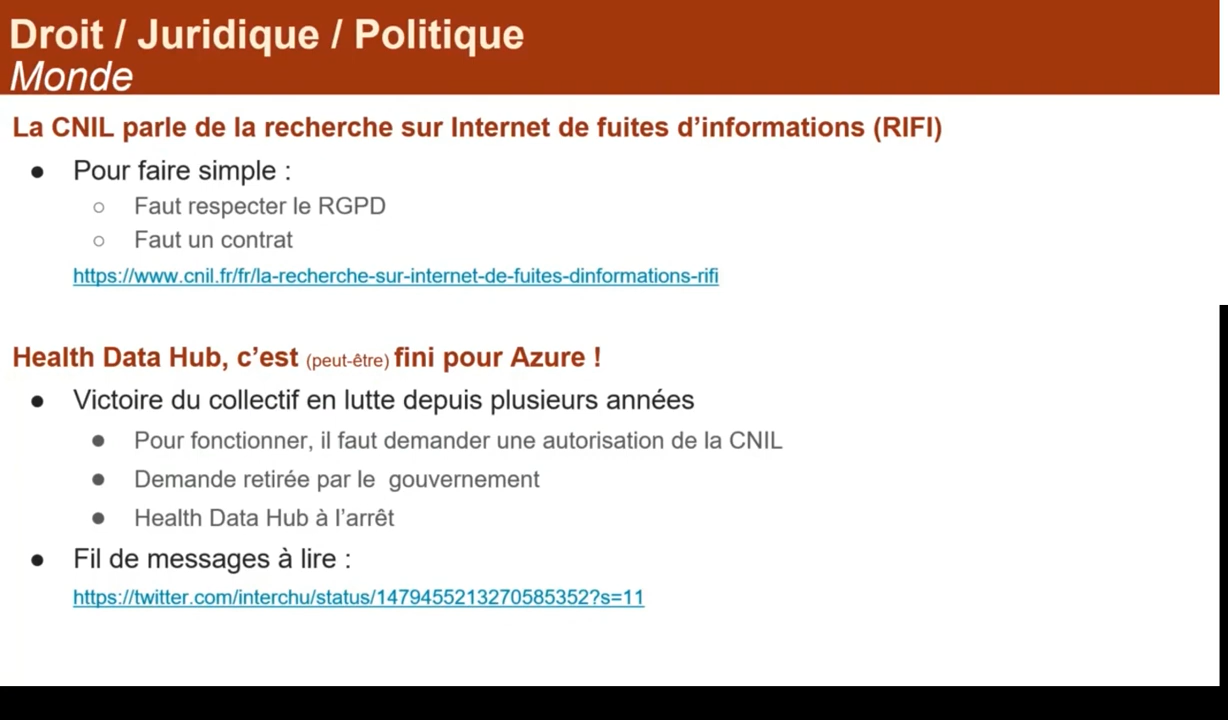 Droit / Juridique / Politique
Monde
La CNIL parle de la recherche sur Internet de fuites d’informations (RIFI)
● Pour faire simple :
○ Faut respecter le RGPD
○ Faut un contrat
https://www.cnil.fr/fr/la-recherche-sur-internet-de-fuites-dinformations-rifi
Health Data Hub, c’est (peut-être) fini pour Azure !
● Victoire du collectif en lutte depuis plusieurs années
● Pour fonctionner, il faut demander une autorisation de la CNIL
● Demande retirée par le gouvernement
● Health Data Hub à l’arrêt
● Fil de messages à lire :
https://twitter.com/interchu/status/1479455213270585352?s=11